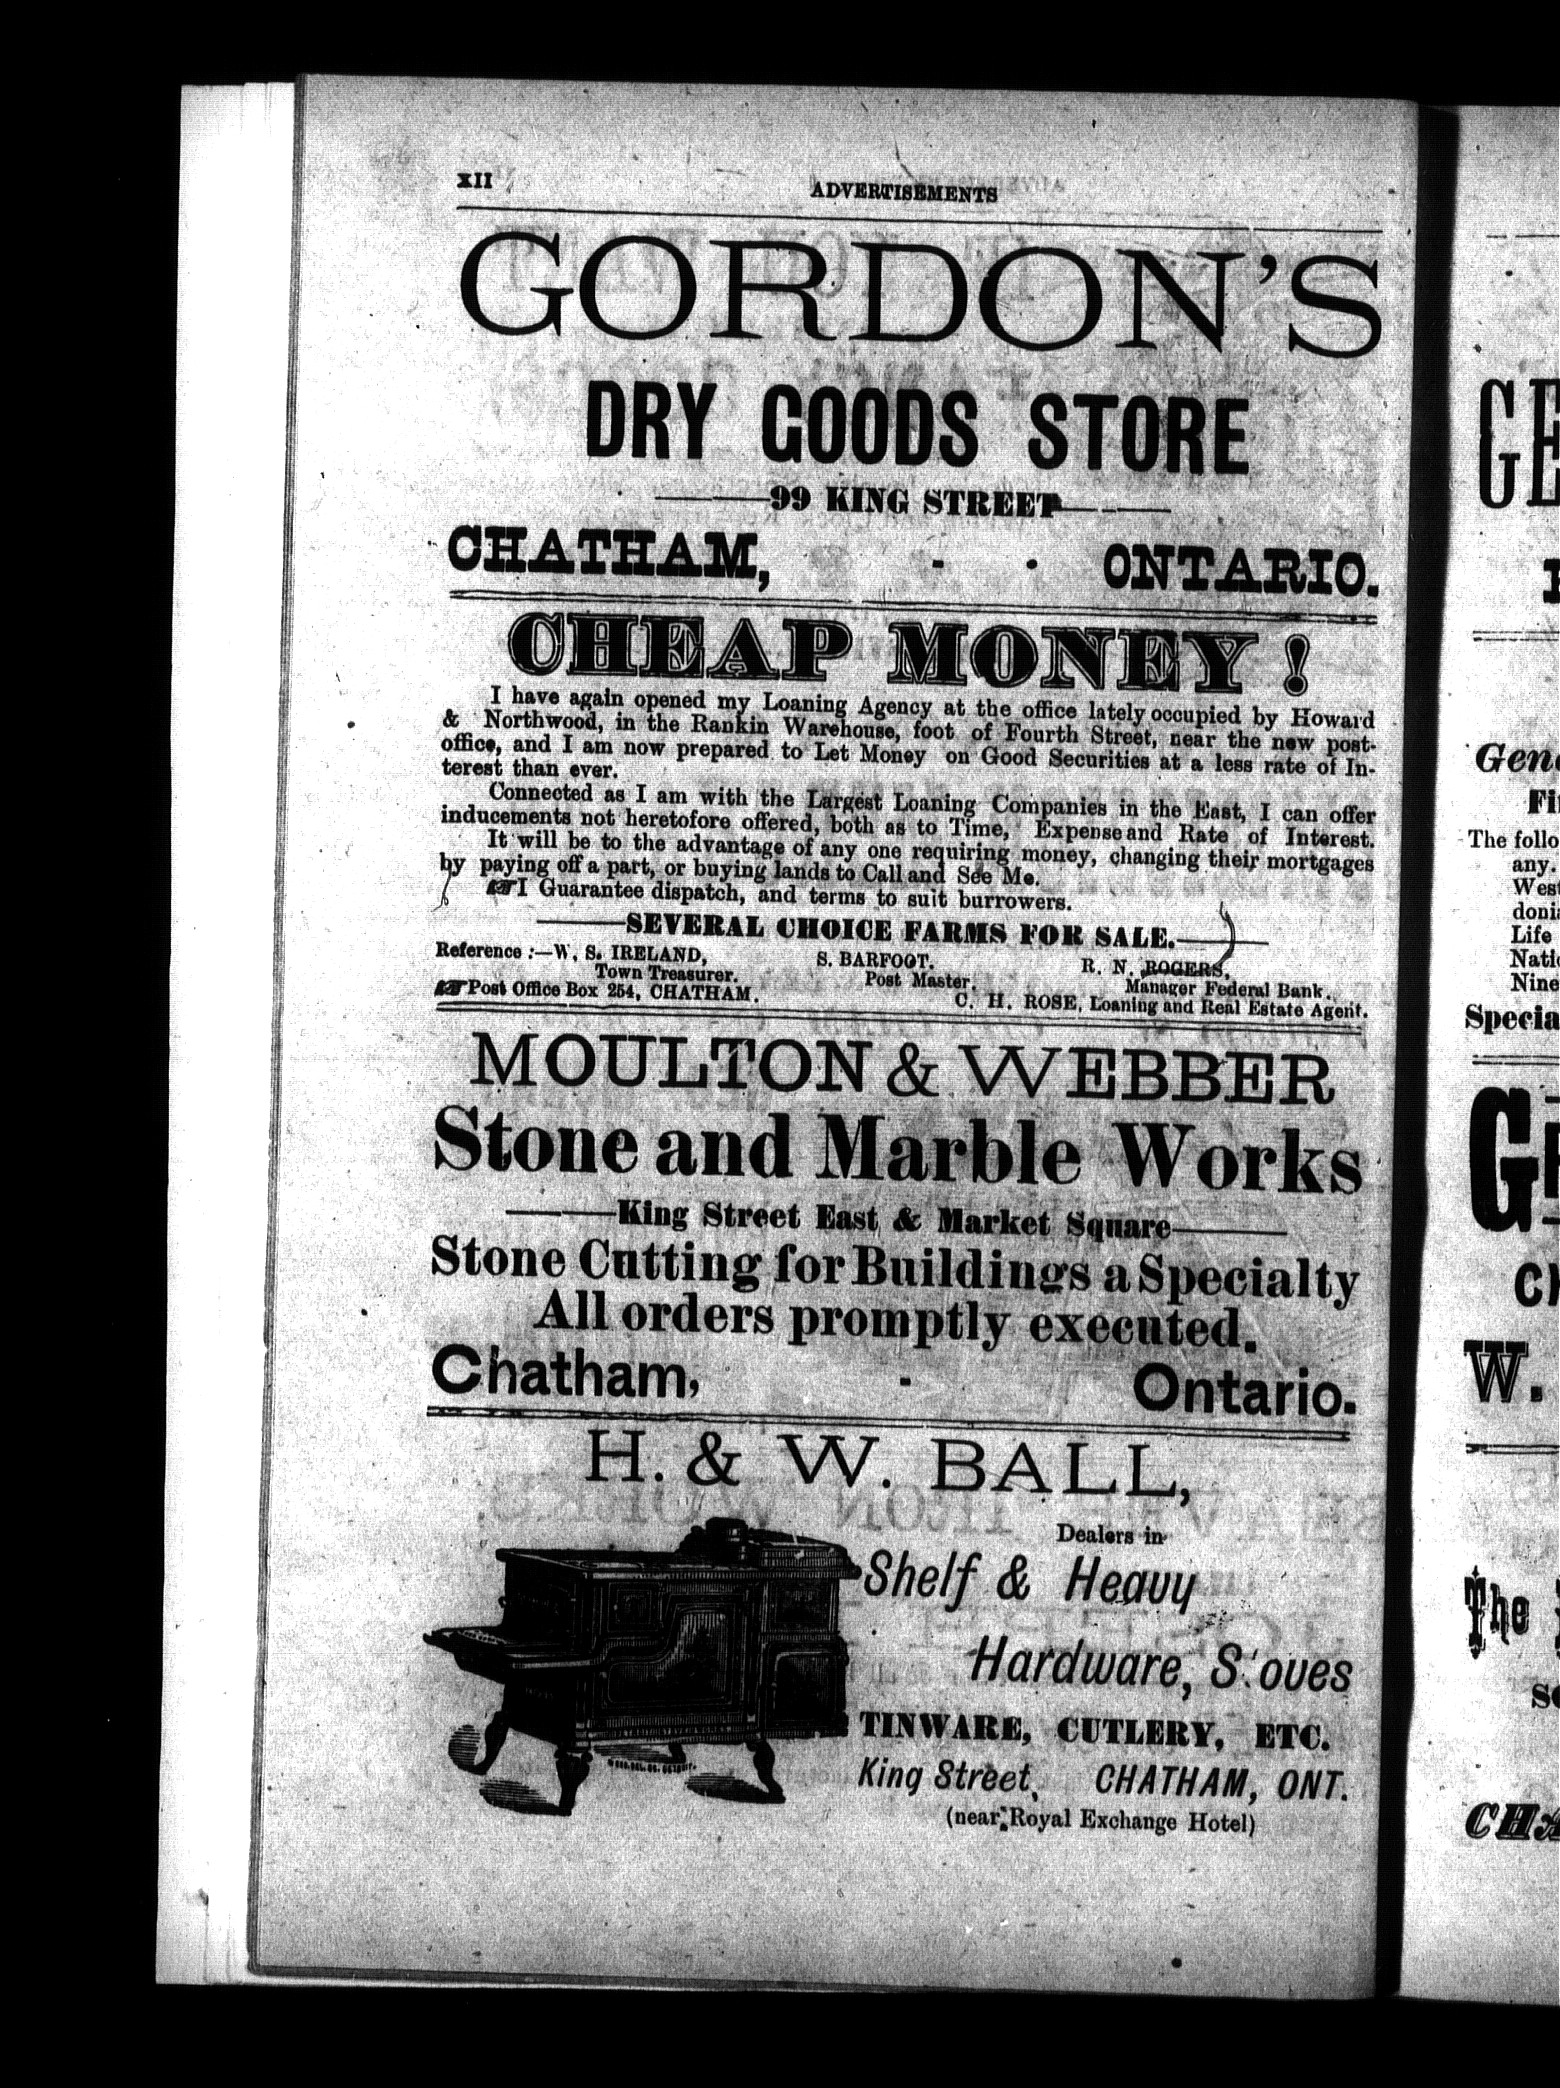 XII
ADVERTISEMENTS
GORDON'S
DRY GOODS STORE
99 KING STREET
CHATHAM, - - ONTARIO.
CHEAP MONEY!
I have again opened my Loaning Agency at the office lately occupied by Howard
& Northwood, in the Rankin Warehouse, foot of Fourth Street, near the new post-
office, and I am now prepared to Let Money on Good Securities at a less rate of In-
terest than ever.
Connected as I am with the Largest Loaning Companies in the East, I can offer
inducements not heretofore offered, both as to Time, Expense and Rate of Interest.
It will be to the advantage of any one requiring money, changing their mortgages
by paying off a part, or buying lands to Call and See Me.
☞I Guarantee dispatch, and terms to suit burrowers.
SEVERAL CHOICE FARMS FOR SALE.
Reference :—W. S. IRELAND, S. BARFOOT. R. N. ROGERS,
Town Treasurer. Post Master. Manager Federal Bank.
☞Post Office Box 254, CHATHAM. C. H. ROSE, Loaning and Real Estate Agent.
MOULTON & WEBBER
Stone and Marble Works
King Street East & Market Square
Stone Cutting for Buildings a Specialty
All orders promptly executed.
Chatham, - Ontario.
H. & W. BALL,
Dealers in
Shelf & Heavy
Hardware, S'oves
TINWARE, CUTLERY, ETC.
King Street, CHATHAM, ONT.
(near Royal Exchange Hotel)
GE
Gene
Fi
The follo
any.
West
donia
Life
Natio
Nine
Specia
G
CH
W.
The
CHA